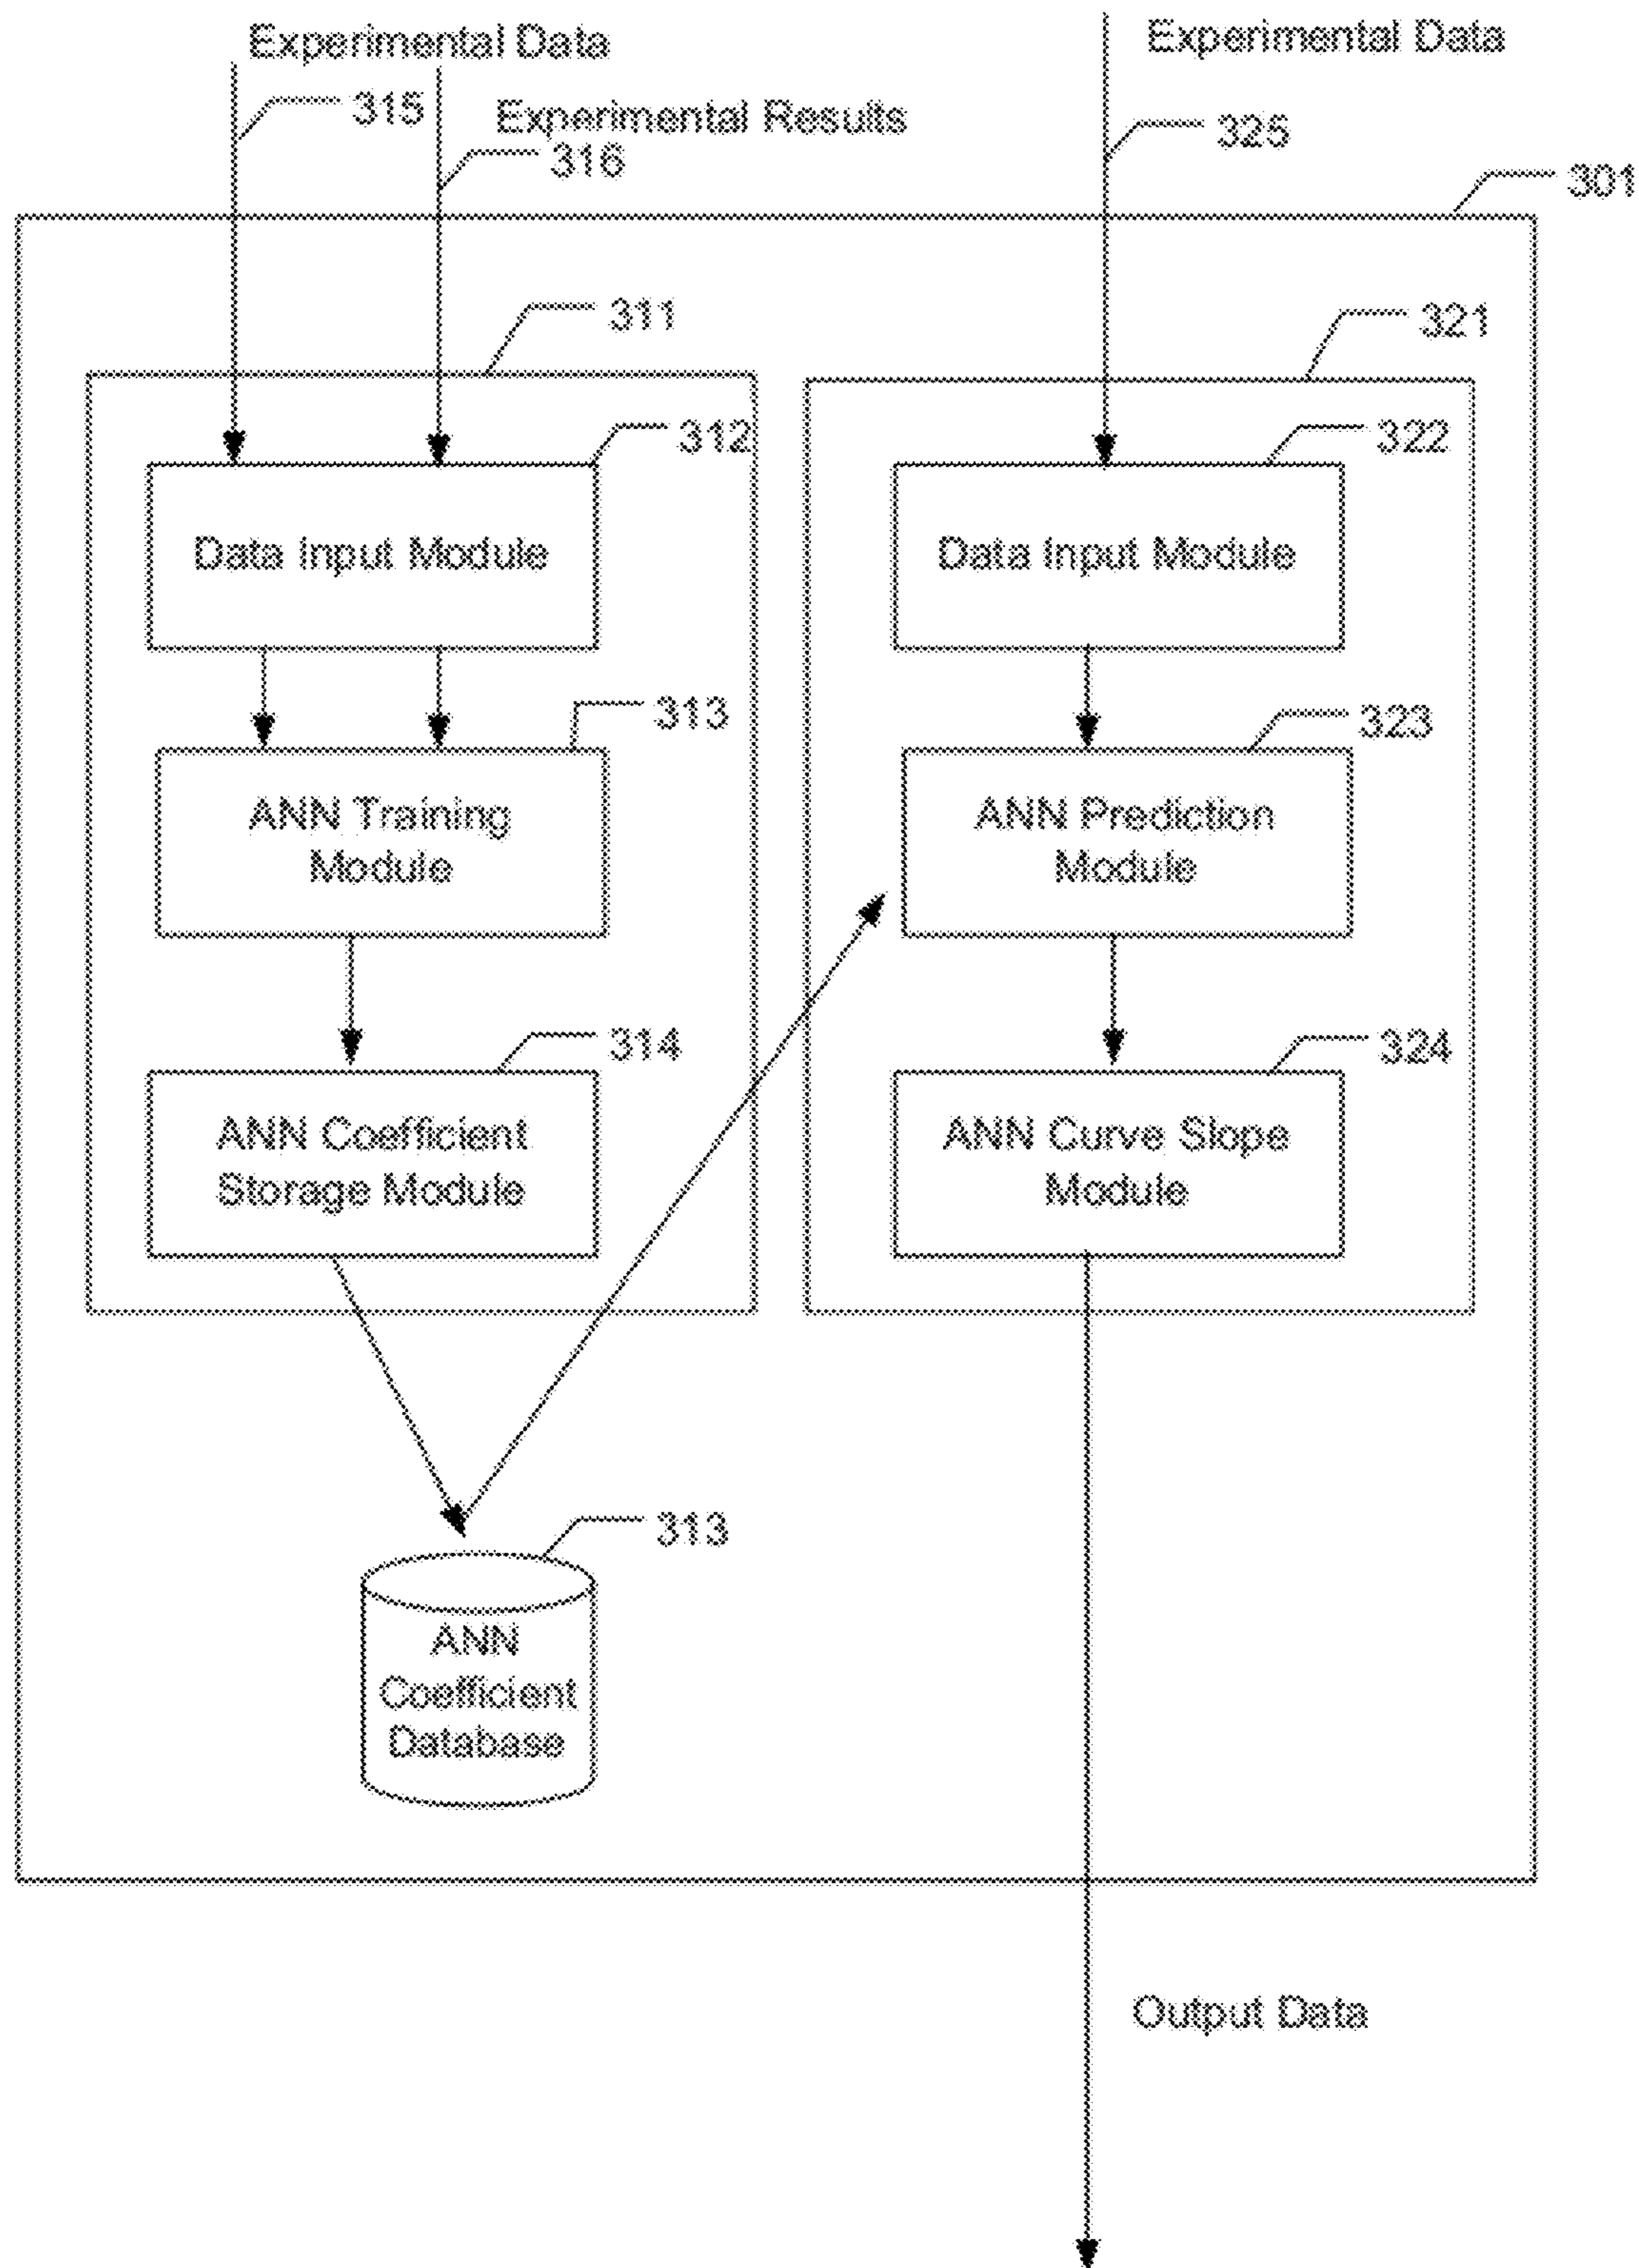 Experimental Data
315
Experimental Results
316
Experimental Data
325
301
311
312
Data Input Module
313
ANN Training
Module
314
ANN Coefficient
Storage Module
313
ANN
Coefficient
Database
321
322
Data Input Module
323
ANN Prediction
Module
324
ANN Curve Slope
Module
Output Data